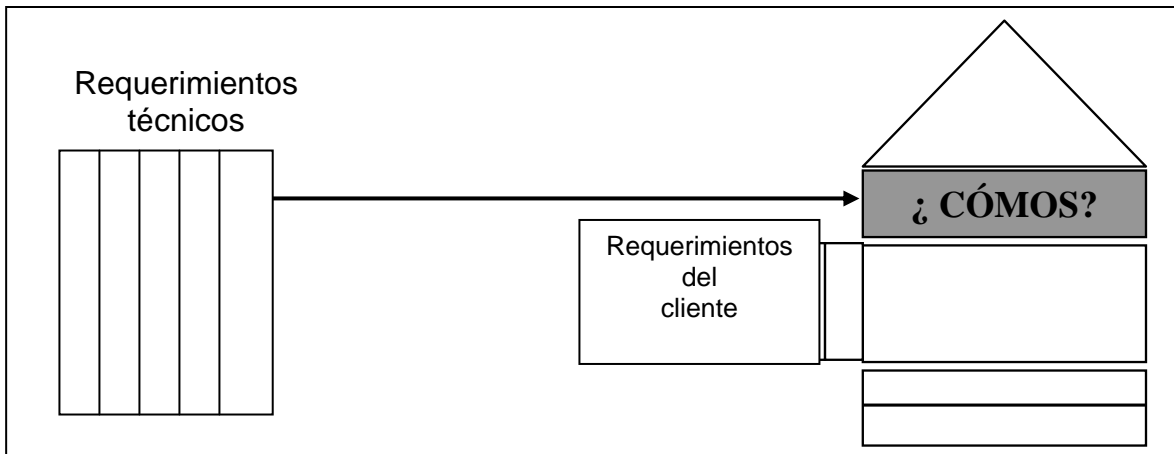 Requerimientos
técnicos
¿ CÓMOS?
Requerimientos
del
cliente